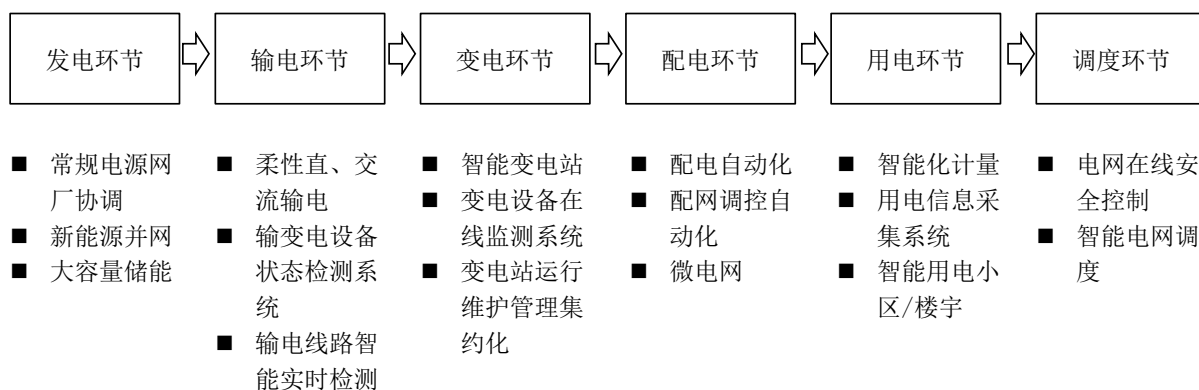 发电环节
输电环节
变电环节
配电环节
用电环节
调度环节
■ 常规电源网
厂协调
■ 新能源并网
■ 大容量储能
■ 柔性直、交
流输电
■ 输变电设备
状态检测系
统
■ 输电线路智
能实时检测
■ 智能变电站
■ 变电设备在
线监测系统
■ 变电站运行
维护管理集
约化
■ 配电自动化
■ 配网调控自
动化
■ 微电网
■ 智能化计量
■ 用电信息采
集系统
■ 智能用电小
区/楼宇
■ 电网在线安
全控制
■ 智能电网调
度